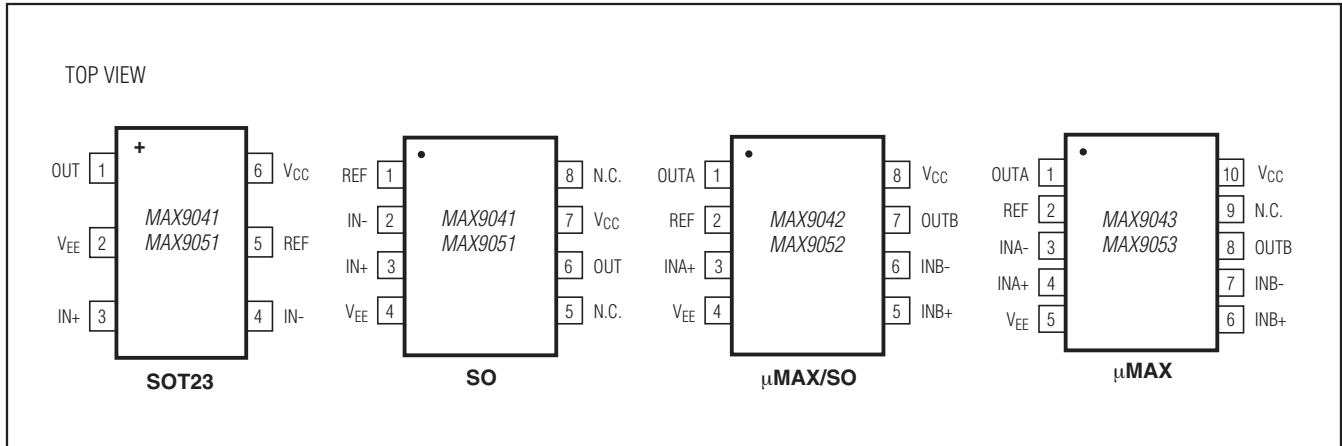 TOP VIEW
+
OUT 1
VEE 2
IN+ 3
6 VCC
5 REF
4 IN-
MAX9041
MAX9051
SOT23
REF 1
IN- 2
IN+ 3
VEE 4
8 N.C.
7 VCC
6 OUT
5 N.C.
MAX9041
MAX9051
SO
OUTA 1
REF 2
INA+ 3
VEE 4
8 VCC
7 OUTB
6 INB-
5 INB+
MAX9042
MAX9052
µMAX/SO
OUTA 1
REF 2
INA- 3
INA+ 4
VEE 5
10 VCC
9 N.C.
8 OUTB
7 INB-
6 INB+
MAX9043
MAX9053
µMAX